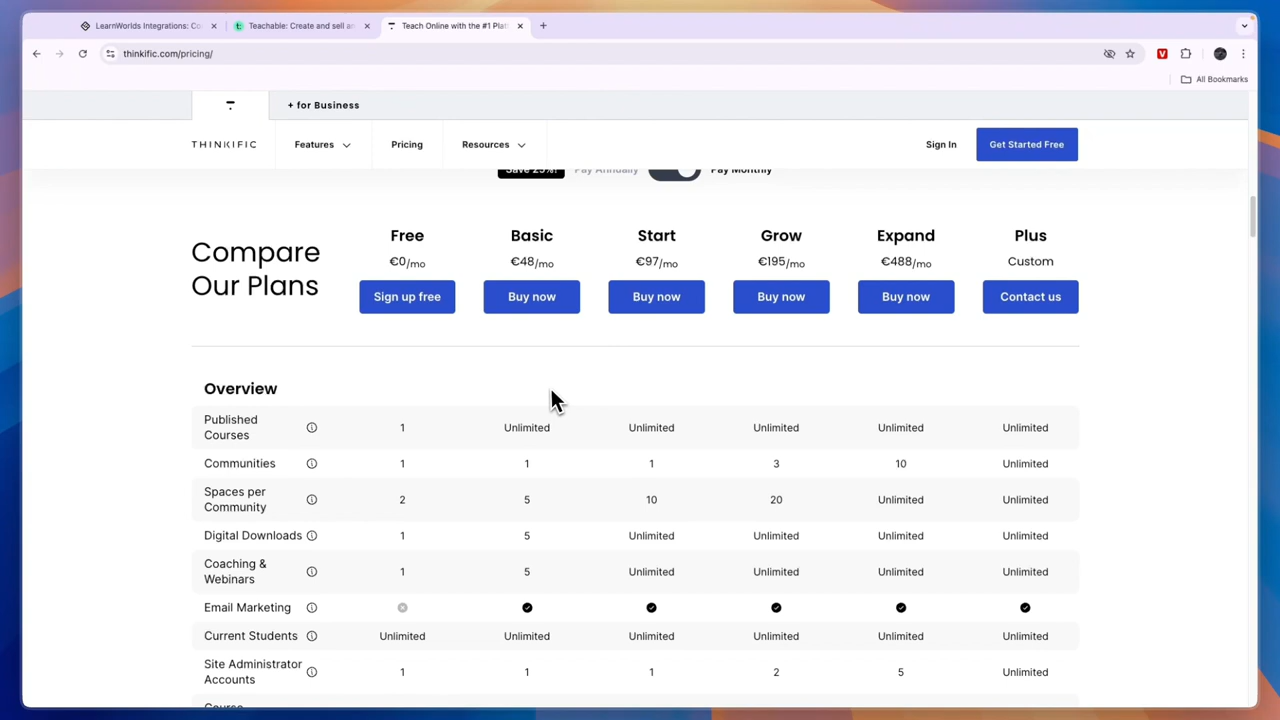 LearnWorlds Integrations: Co
Teachable: Create and sell a
Teach Online with the #1 Pla
thinkific.com/pricing/
All Bookmarks
+ for Business
THINKIFIC
Features
Pricing
Resources
Sign In
Get Started Free
Save 25%!
Pay Annually
Pay Monthly
Compare
Our Plans
Free Basic Start Grow Expand Plus
€0/mo €48/mo €97/mo €195/mo €488/mo Custom
Sign up free Buy now Buy now Buy now Buy now Contact us
Overview
Published
Courses
1 Unlimited Unlimited Unlimited Unlimited Unlimited
Communities 1 1 1 3 10 Unlimited
Spaces per
Community
2 5 10 20 Unlimited Unlimited
Digital Downloads 1 5 Unlimited Unlimited Unlimited Unlimited
Coaching &
Webinars
1 5 Unlimited Unlimited Unlimited Unlimited
Email Marketing
Current Students Unlimited Unlimited Unlimited Unlimited Unlimited Unlimited
Site Administrator
Accounts
1 1 1 2 5 Unlimited
Course